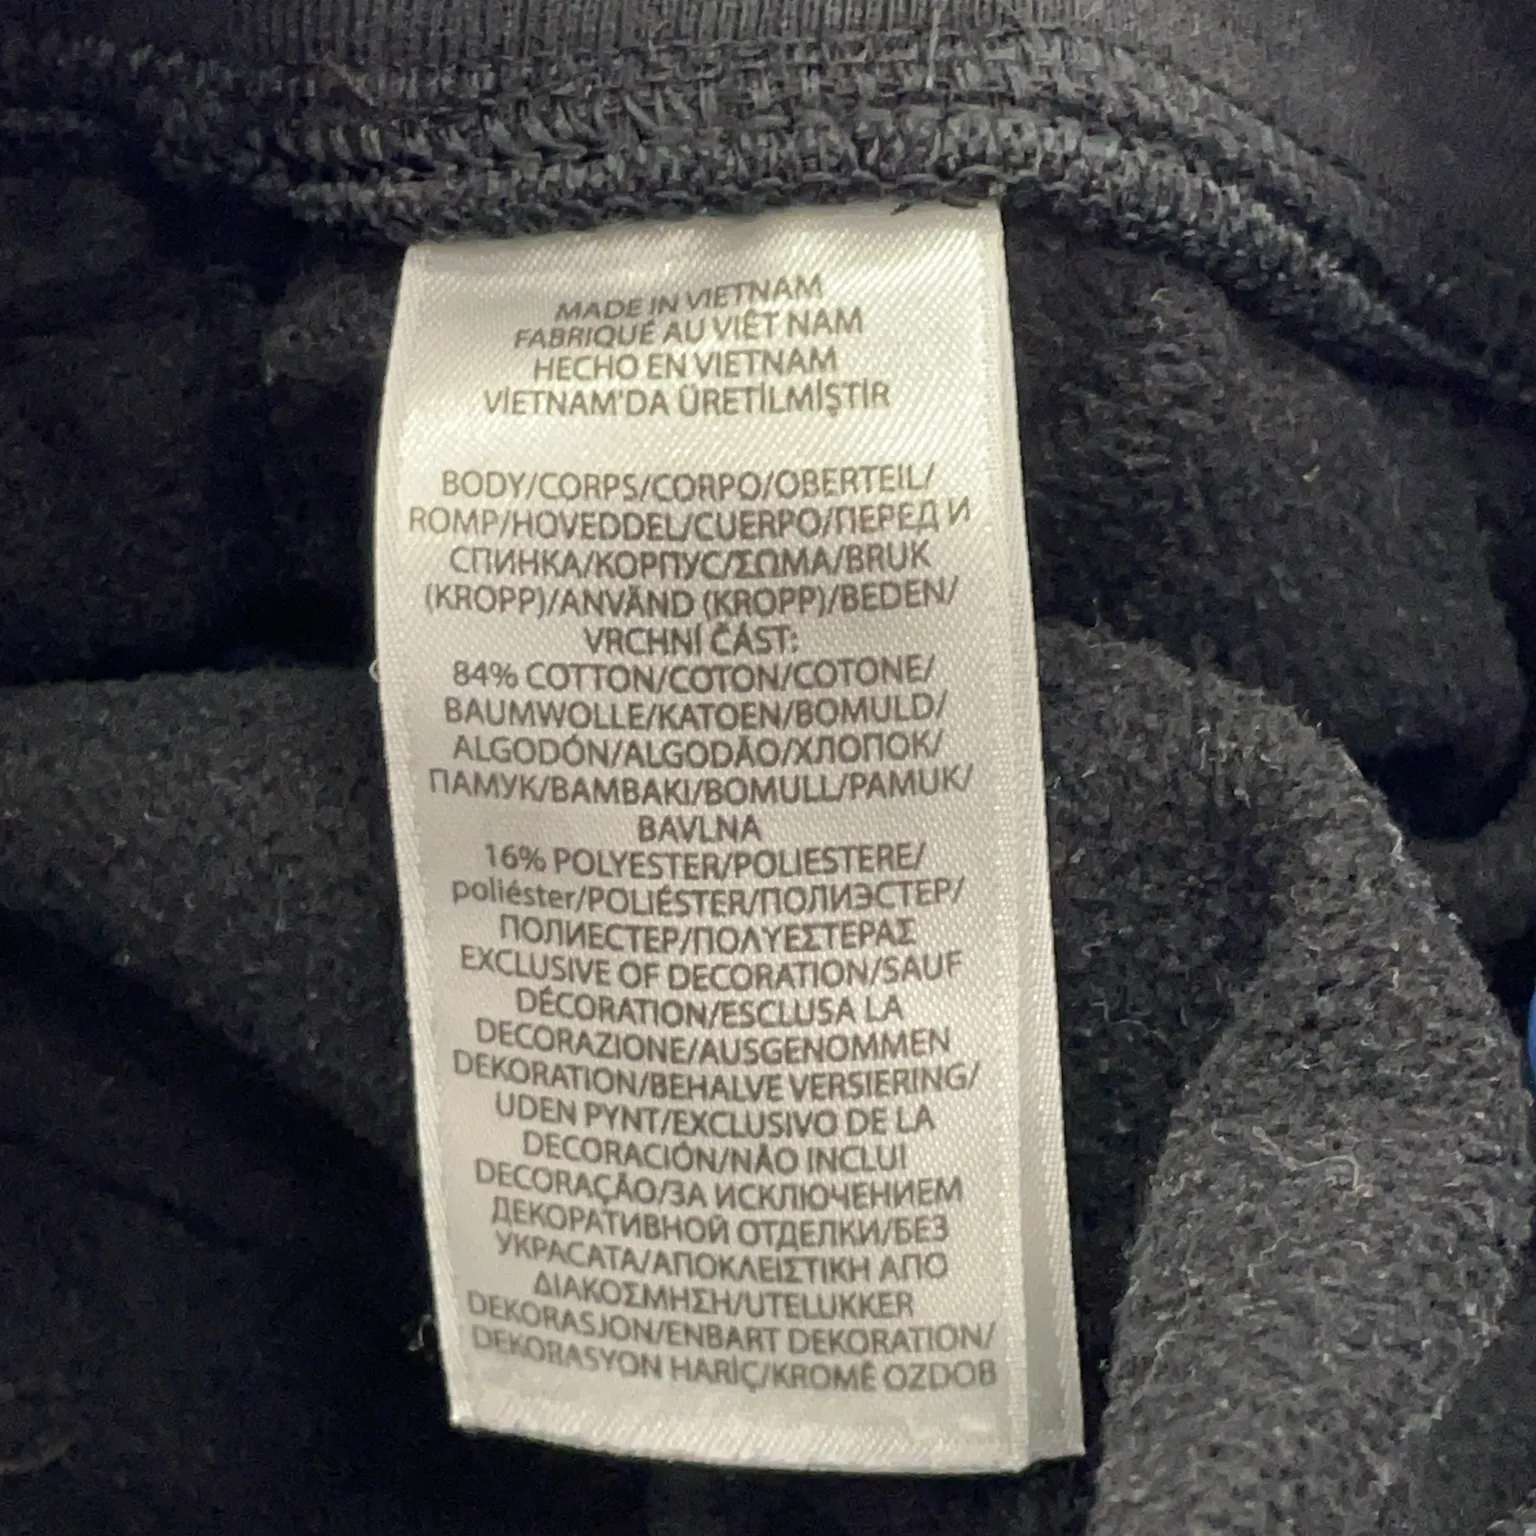 MADE IN VIETNAM
FABRIQUÉ AU VIÊT NAM
HECHO EN VIETNAM
VİETNAM'DA ÜRETİLMİŞTİR
BODY/CORPS/CORPO/OBERTEIL/
ROMP/HOVEDDEL/CUERPO/ПЕРЕД И
СПИНКА/КОРПУС/ΣΩΜΑ/BRUK
(KROPP)/ANVÄND (KROPP)/BEDEN/
VRCHNÍ ČÁST:
84% COTTON/COTON/COTONE/
BAUMWOLLE/KATOEN/BOMULD/
ALGODÓN/ALGODÃO/ХЛОПОК/
ПАМУК/ΒΑΜΒΑΚΙ/BOMULL/PAMUK/
BAVLNA
16% POLYESTER/POLIESTERE/
poliéster/POLIÉSTER/ПОЛИЭСТЕР/
ПОЛИЕСТЕР/ΠΟΛΥΕΣΤΕΡΑΣ
EXCLUSIVE OF DECORATION/SAUF
DÉCORATION/ESCLUSA LA
DECORAZIONE/AUSGENOMMEN
DEKORATION/BEHALVE VERSIERING/
UDEN PYNT/EXCLUSIVO DE LA
DECORACIÓN/NÃO INCLUI
DECORAÇÃO/ЗА ИСКЛЮЧЕНИЕМ
ДЕКОРАТИВНОЙ ОТДЕЛКИ/БЕЗ
УКРАСАТА/ΑΠΟΚΛΕΙΣΤΙΚΗ ΑΠΟ
ΔΙΑΚΟΣΜΗΣΗ/UTELUKKER
DEKORASJON/ENBART DEKORATION/
DEKORASYON HARİÇ/KROMĚ OZDOB